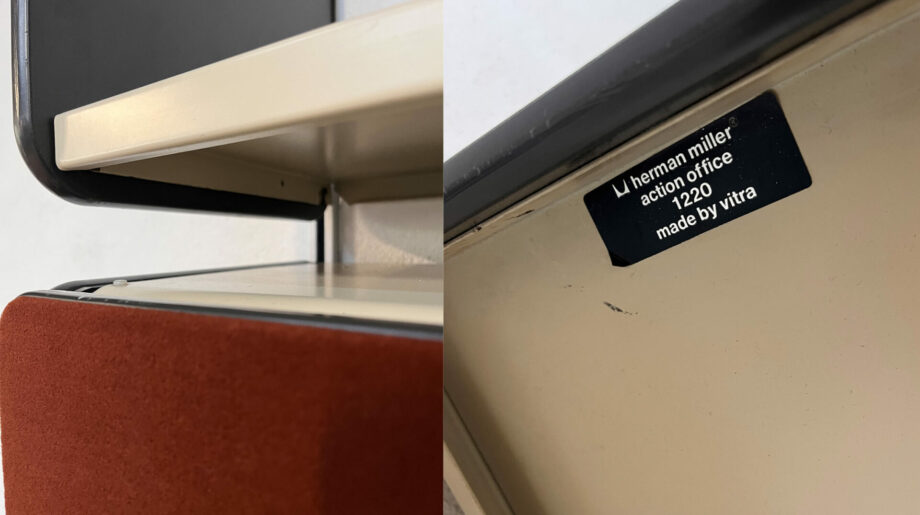 herman miller®
action office
1220
made by vitra